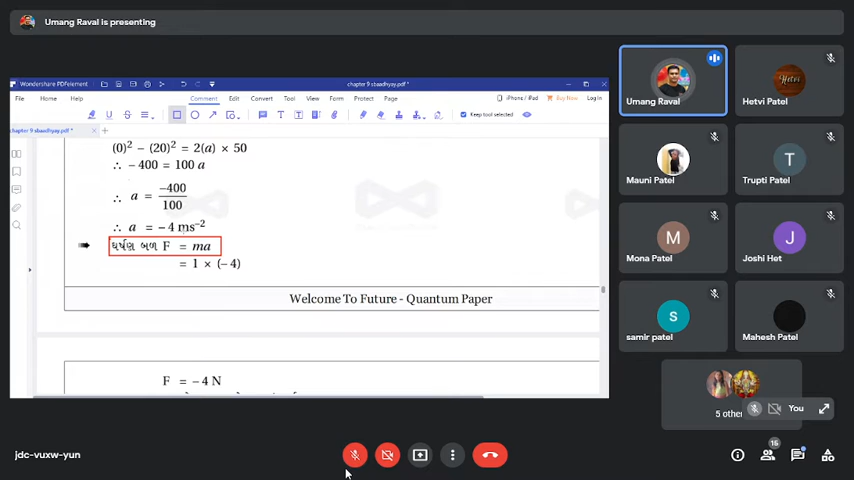 Umang Raval is presenting
Wondershare PDFelement
chapter 9 sbaadhyay.pdf *
File Home Comment Edit Convert Tool View Form Protect Page
iPhone / iPad Buy Now Log in
Keep tool selected
chapter 9 sbaadhyay.pdf *
(0)² − (20)² = 2(a) × 50
∴ − 400 = 100 a
∴ a = −400/100
∴ a = − 4 ms⁻²
ઘર્ષણ બળ F = ma
= 1 × (− 4)
Welcome To Future - Quantum Paper
F = − 4 N
Umang Raval
Hetvi Patel
Mauni Patel
T
Trupti Patel
M
Mona Patel
J
Joshi Het
S
samir patel
Mahesh Patel
5 other
You
jdc-vuxw-yun
15